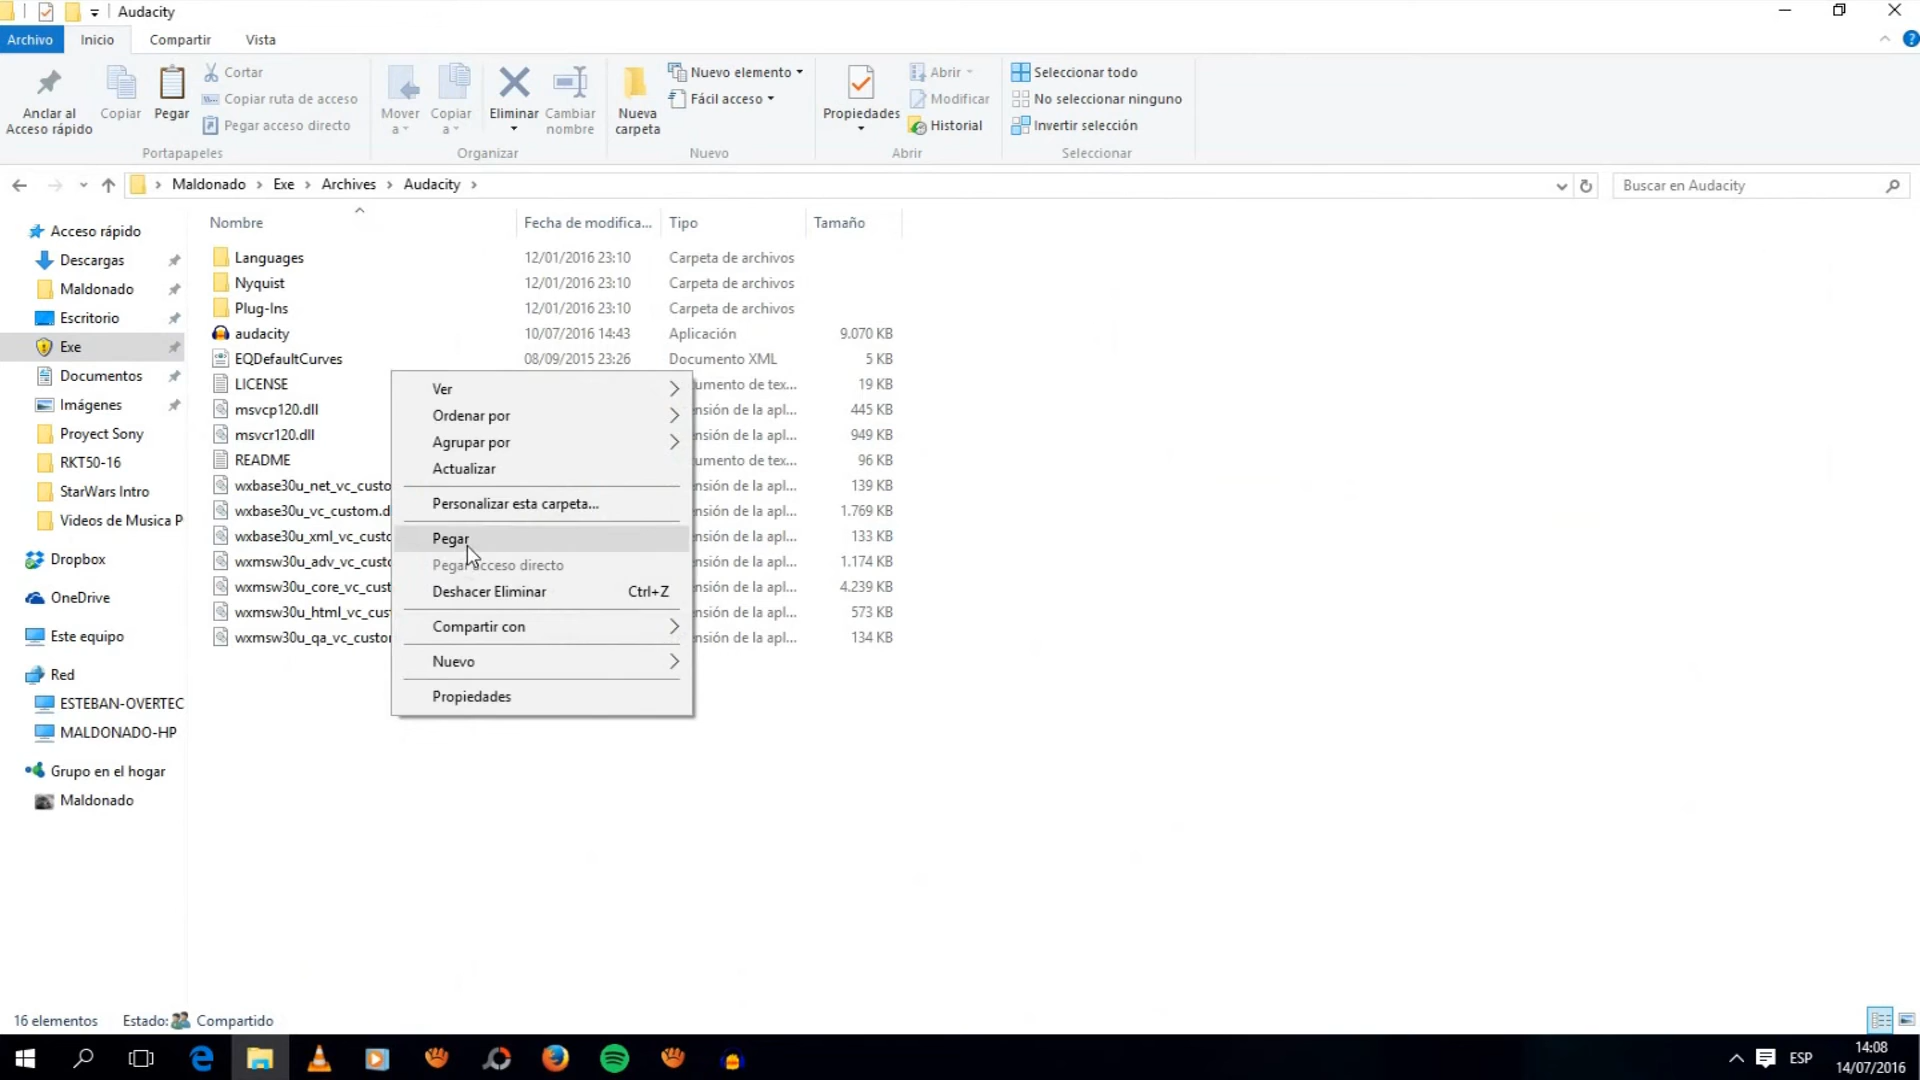 Audacity
Archivo Inicio Compartir Vista
Anclar al Acceso rápido
Copiar
Pegar
Cortar
Copiar ruta de acceso
Pegar acceso directo
Portapapeles
Mover a
Copiar a
Eliminar
Cambiar nombre
Organizar
Nueva carpeta
Nuevo elemento
Fácil acceso
Nuevo
Propiedades
Abrir
Modificar
Historial
Abrir
Seleccionar todo
No seleccionar ninguno
Invertir selección
Seleccionar
Maldonado > Exe > Archives > Audacity >
Buscar en Audacity
Acceso rápido
Descargas
Maldonado
Escritorio
Exe
Documentos
Imágenes
Proyect Sony
RKT50-16
StarWars Intro
Videos de Musica P
Dropbox
OneDrive
Este equipo
Red
ESTEBAN-OVERTEC
MALDONADO-HP
Grupo en el hogar
Maldonado
Nombre Fecha de modifica... Tipo Tamaño
Languages 12/01/2016 23:10 Carpeta de archivos
Nyquist 12/01/2016 23:10 Carpeta de archivos
Plug-Ins 12/01/2016 23:10 Carpeta de archivos
audacity 10/07/2016 14:43 Aplicación 9.070 KB
EQDefaultCurves 08/09/2015 23:26 Documento XML 5 KB
LICENSE umento de tex... 19 KB
msvcp120.dll nsión de la apl... 445 KB
msvcr120.dll nsión de la apl... 949 KB
README umento de tex... 96 KB
wxbase30u_net_vc_custo nsión de la apl... 139 KB
wxbase30u_vc_custom.d nsión de la apl... 1.769 KB
wxbase30u_xml_vc_custo nsión de la apl... 133 KB
wxmsw30u_adv_vc_custo nsión de la apl... 1.174 KB
wxmsw30u_core_vc_cust nsión de la apl... 4.239 KB
wxmsw30u_html_vc_cus nsión de la apl... 573 KB
wxmsw30u_qa_vc_custo nsión de la apl... 134 KB
Ver
Ordenar por
Agrupar por
Actualizar
Personalizar esta carpeta...
Pegar
Pegar acceso directo
Deshacer Eliminar Ctrl+Z
Compartir con
Nuevo
Propiedades
16 elementos Estado: Compartido
ESP
14:08
14/07/2016